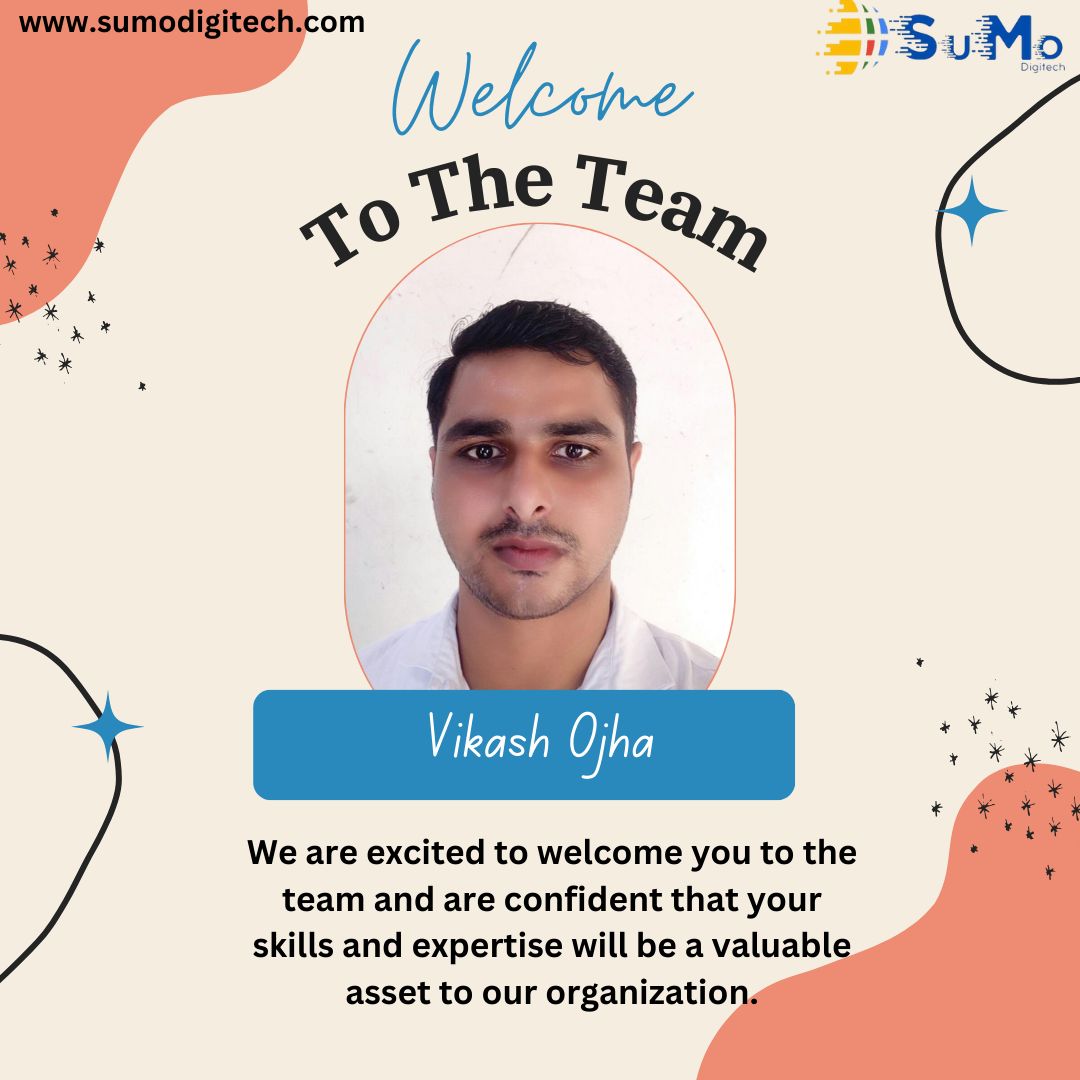 www.sumodigitech.com
SuMo
Digitech
Welcome
To The Team
Vikash Ojha
We are excited to welcome you to the
team and are confident that your
skills and expertise will be a valuable
asset to our organization.